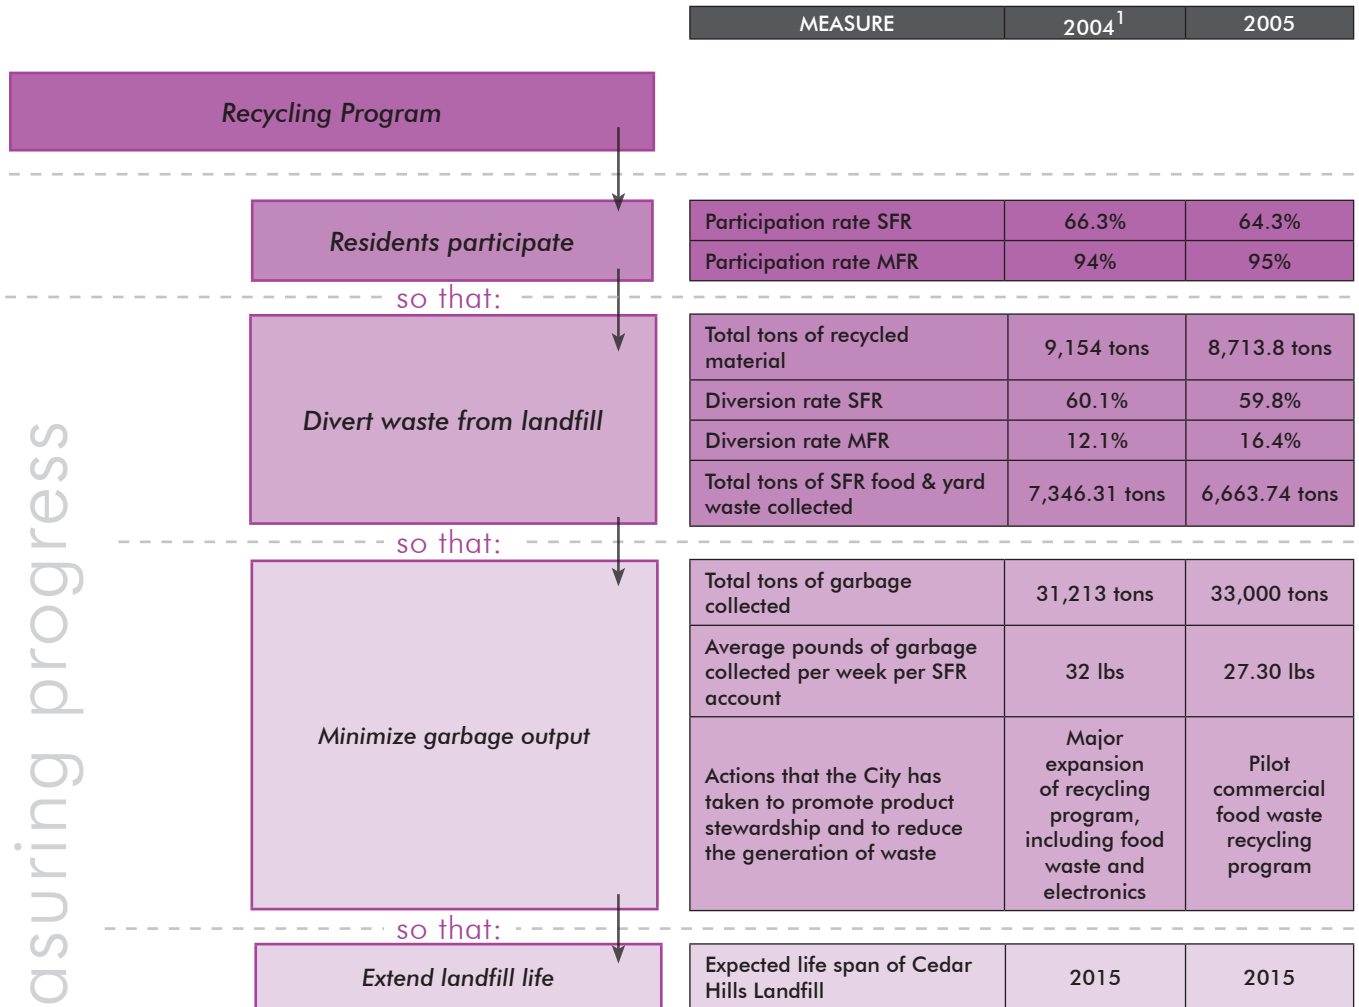 MEASURE 2004¹ 2005
Recycling Program
Residents participate
Participation rate SFR 66.3% 64.3%
Participation rate MFR 94% 95%
so that:
Divert waste from landfill
Total tons of recycled
material
9,154 tons 8,713.8 tons
Diversion rate SFR 60.1% 59.8%
Diversion rate MFR 12.1% 16.4%
Total tons of SFR food & yard
waste collected
7,346.31 tons 6,663.74 tons
so that:
Minimize garbage output
Total tons of garbage
collected
31,213 tons 33,000 tons
Average pounds of garbage
collected per week per SFR
account
32 lbs 27.30 lbs
Actions that the City has
taken to promote product
stewardship and to reduce
the generation of waste
Major
expansion
of recycling
program,
including food
waste and
electronics
Pilot
commercial
food waste
recycling
program
so that:
Extend landfill life
Expected life span of Cedar
Hills Landfill
2015 2015
asuring progress